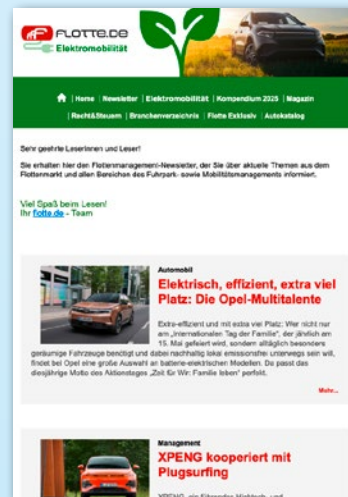 FLOTTE.DE
Elektromobilität
| Home | Newsletter | Elektromobilität | Kompendium 2025 | Magazin
| Recht&Steuern | Branchenverzeichnis | Flotte Exklusiv | Autokatalog
Sehr geehrte Leserinnen und Leser!
Sie erhalten hier den Flottenmanagement-Newsletter, der Sie über aktuelle Themen aus dem
Flottenmarkt und allen Bereichen des Fuhrpark- sowie Mobilitätsmanagements informiert.
Viel Spaß beim Lesen!
Ihr flotte.de - Team
Automobil
Elektrisch, effizient, extra viel
Platz: Die Opel-Multitalente
Extra-effizient und mit extra viel Platz: Wer nicht nur
am „Internationalen Tag der Familie“, der jährlich am
15. Mai gefeiert wird, sondern alltäglich besonders
geräumige Fahrzeuge benötigt und dabei nachhaltig lokal emissionsfrei unterwegs sein will,
findet bei Opel eine große Auswahl an batterie-elektrischen Modellen. Da passt das
diesjährige Motto des Aktionstages „Zeit für Wir: Familie leben“ perfekt.
Mehr...
Management
XPENG kooperiert mit
Plugsurfing
XPENG, ein führendes Hightech- und